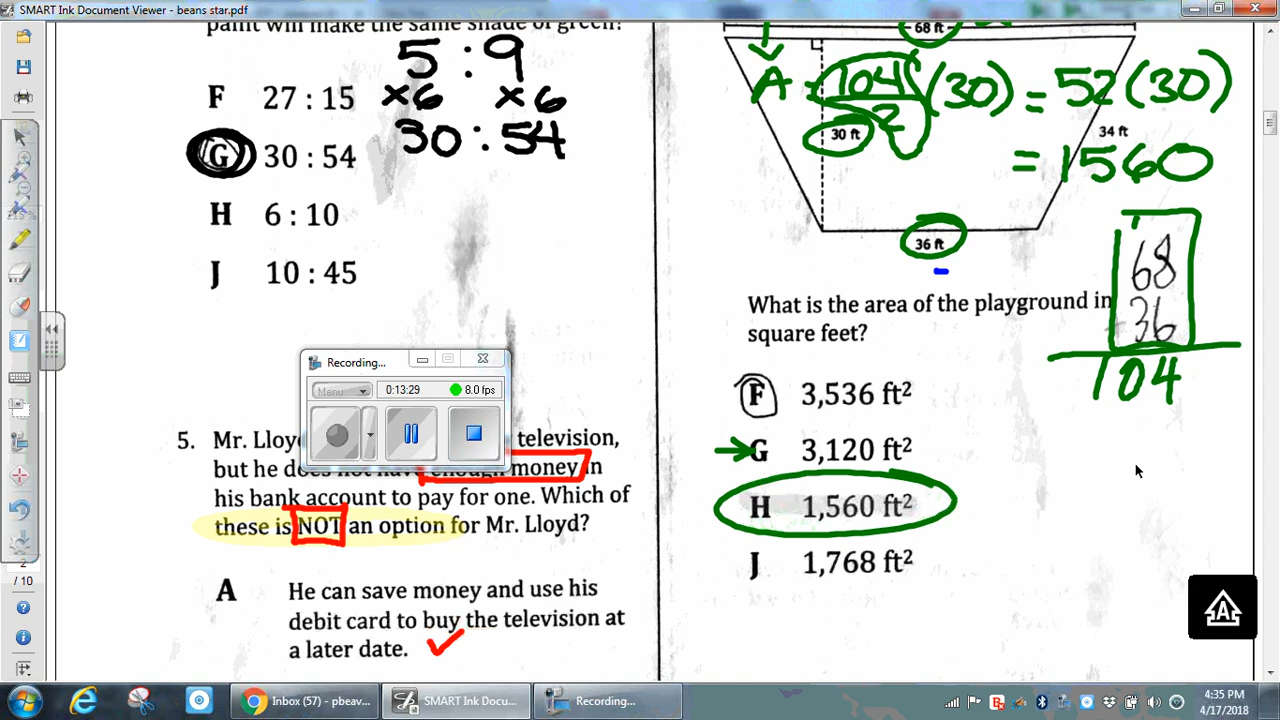 SMART Ink Document Viewer - beans star.pdf
paint will make the same shade of green?
5 : 9
×6 ×6
30 : 54
F 27 : 15
G 30 : 54
H 6 : 10
J 10 : 45
5. Mr. Lloyd television,
but he does not have enough money in
his bank account to pay for one. Which of
these is NOT an option for Mr. Lloyd?
A He can save money and use his
debit card to buy the television at
a later date.
68 ft
A = (104/2)(30) = 52(30)
30 ft
34 ft
= 1560
36 ft
68
36
104
What is the area of the playground in
square feet?
F 3,536 ft²
G 3,120 ft²
H 1,560 ft²
J 1,768 ft²
Recording...
Menu 0:13:29 8.0 fps
2
/ 10
A
Inbox (57) - pbeav...
SMART Ink Docu...
Recording...
4:35 PM
4/17/2018